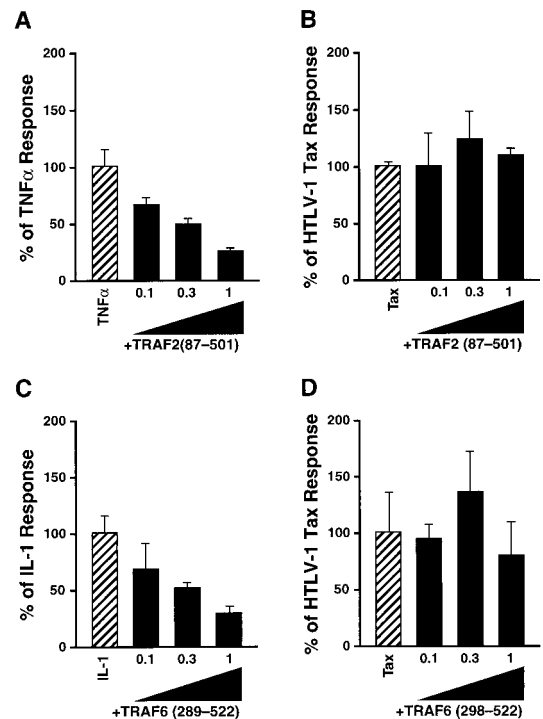 A
% of TNFα Response
200
150
100
50
0
TNFα
0.1 0.3 1
+TRAF2(87–501)
B
% of HTLV-1 Tax Response
200
150
100
50
0
Tax
0.1 0.3 1
+TRAF2 (87–501)
C
% of IL-1 Response
200
150
100
50
0
IL-1
0.1 0.3 1
+TRAF6 (289–522)
D
% of HTLV-1 Tax Response
200
150
100
50
0
Tax
0.1 0.3 1
+TRAF6 (298–522)